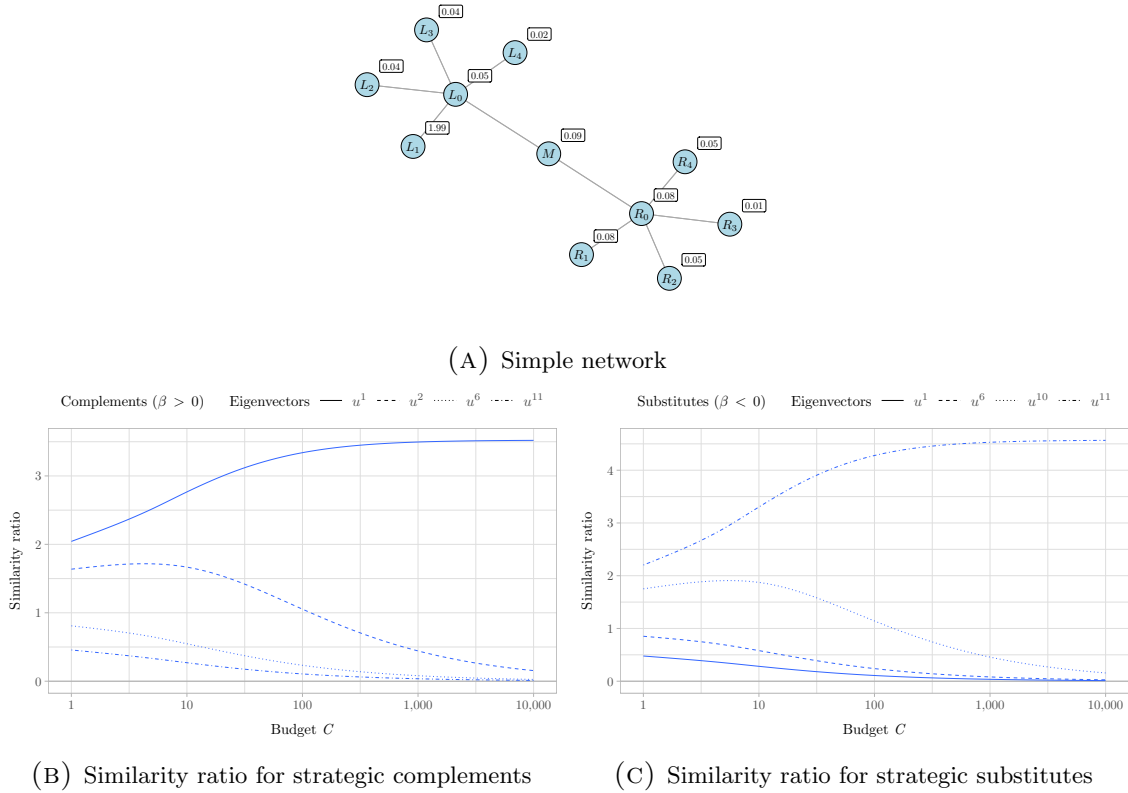 0.04
L₃
0.02
L₄
0.04
L₂
0.05
L₀
1.99
L₁
0.09
M
0.05
R₄
0.08
R₀
0.01
R₃
0.08
R₁
0.05
R₂
(A) Simple network
Complements (β > 0) Eigenvectors u¹ u² u⁶ u¹¹
3
2
1
0
Similarity ratio
1 10 100 1,000 10,000
Budget C
(B) Similarity ratio for strategic complements
Substitutes (β < 0) Eigenvectors u¹ u⁶ u¹⁰ u¹¹
4
3
2
1
0
Similarity ratio
1 10 100 1,000 10,000
Budget C
(C) Similarity ratio for strategic substitutes